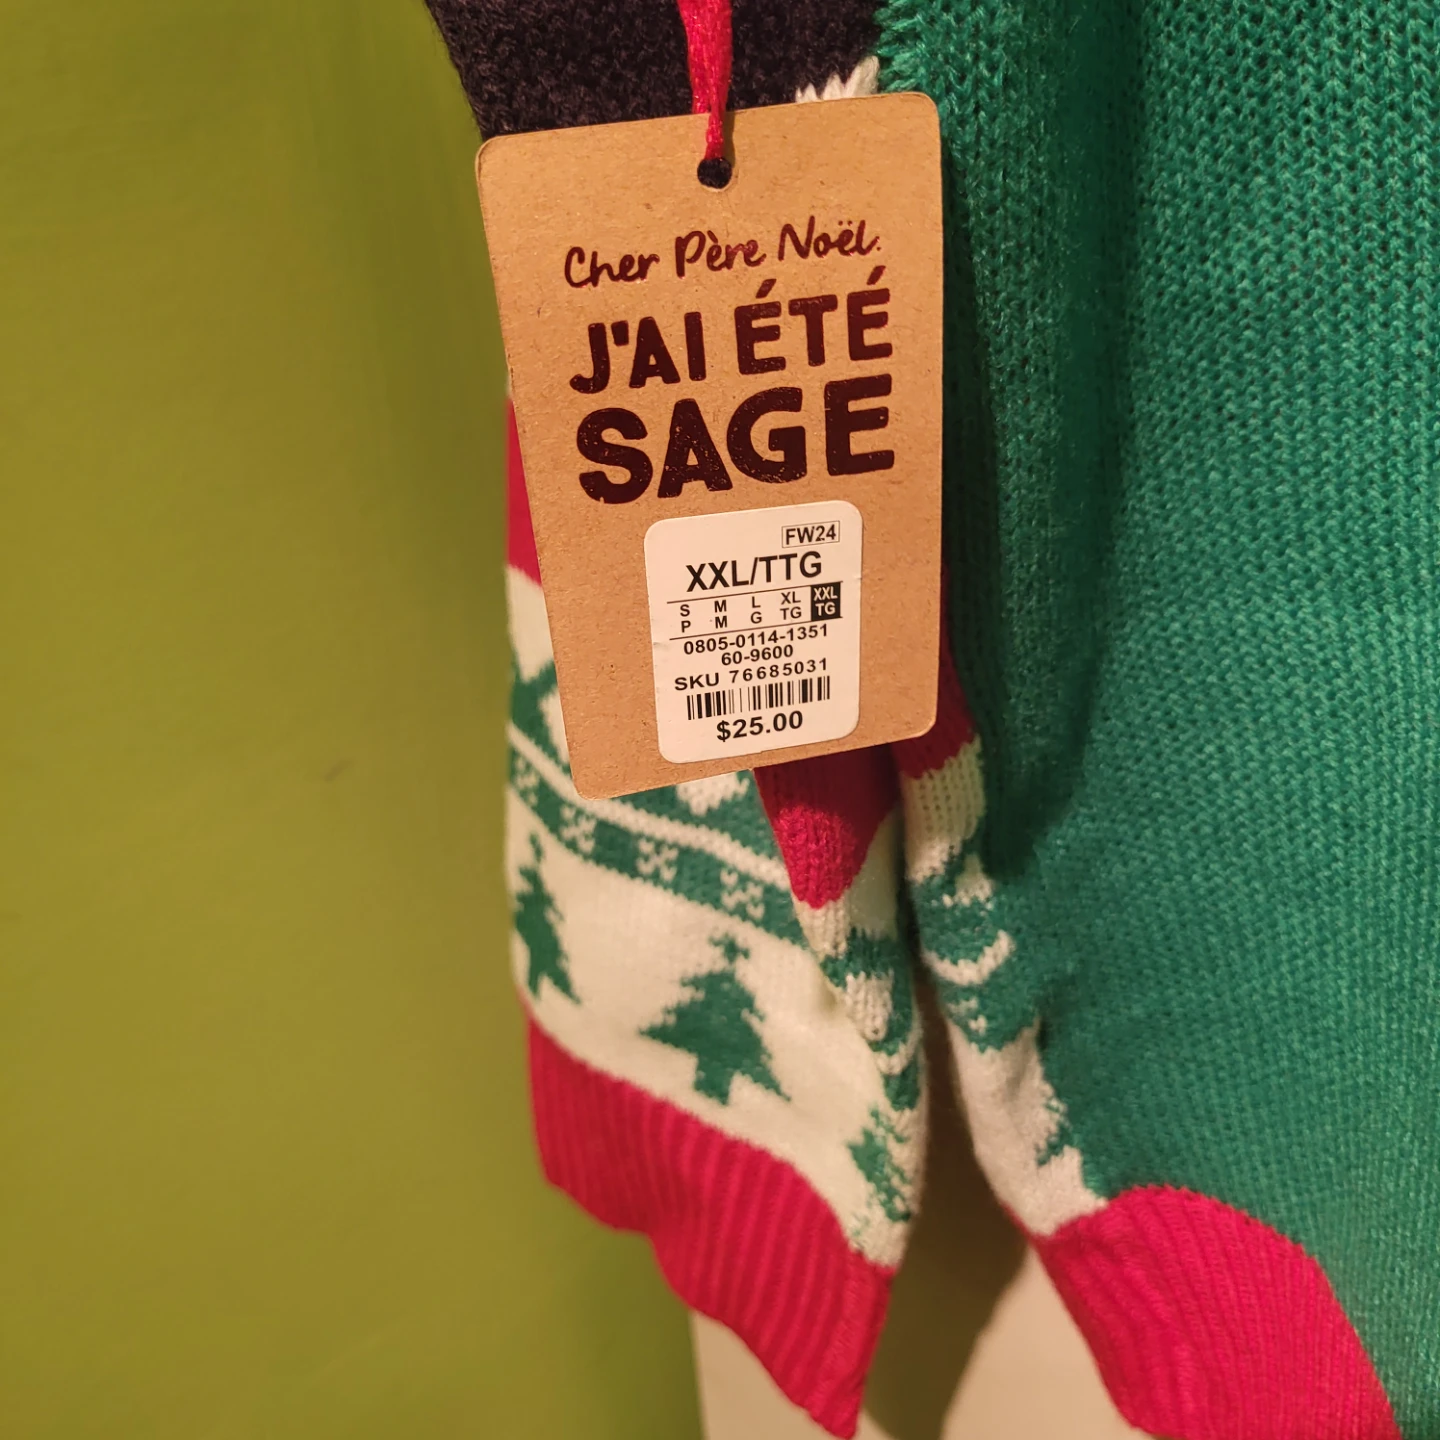 Cher Père Noël,
J'AI ÉTÉ
SAGE
FW24
XXL/TTG
S M L XL XXL
P M G TG TG
0805-0114-1351
60-9600
SKU 76685031
$25.00